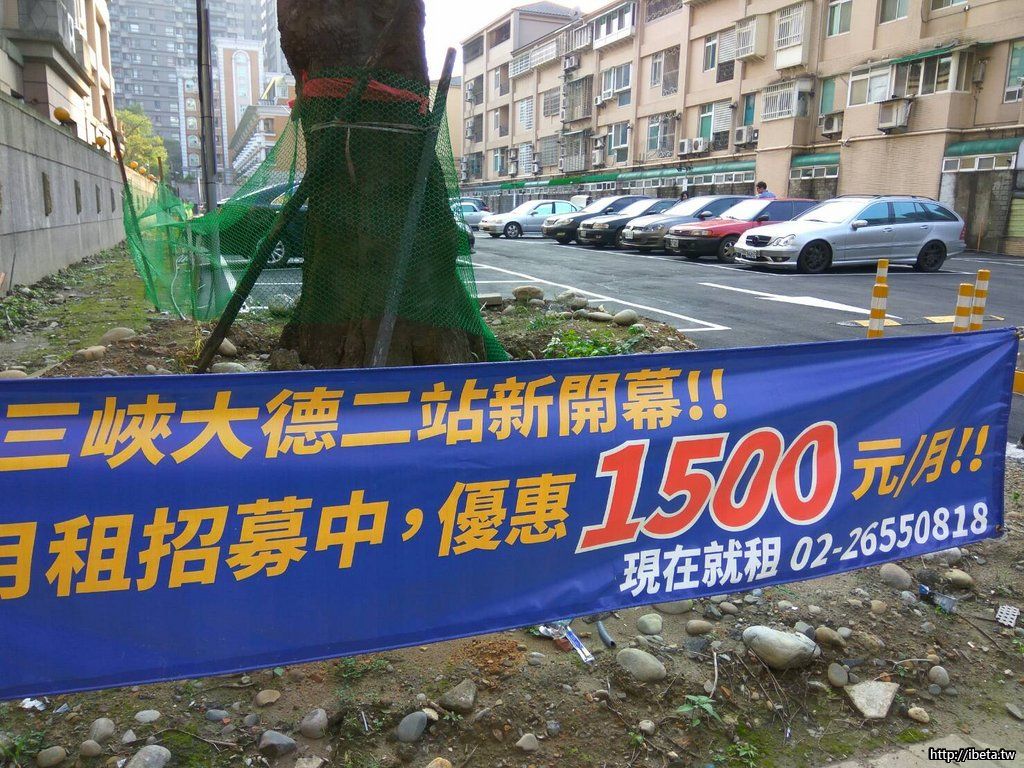 三峽大德二站新開幕!!
月租招募中,優惠1500元/月!!
現在就租 02-26550818
http://ibeta.tw